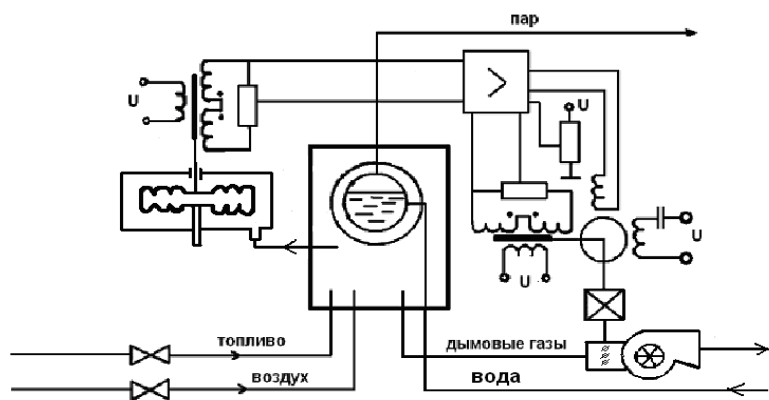 пар
U
U
U
U
топливо
дымовые газы
воздух
вода